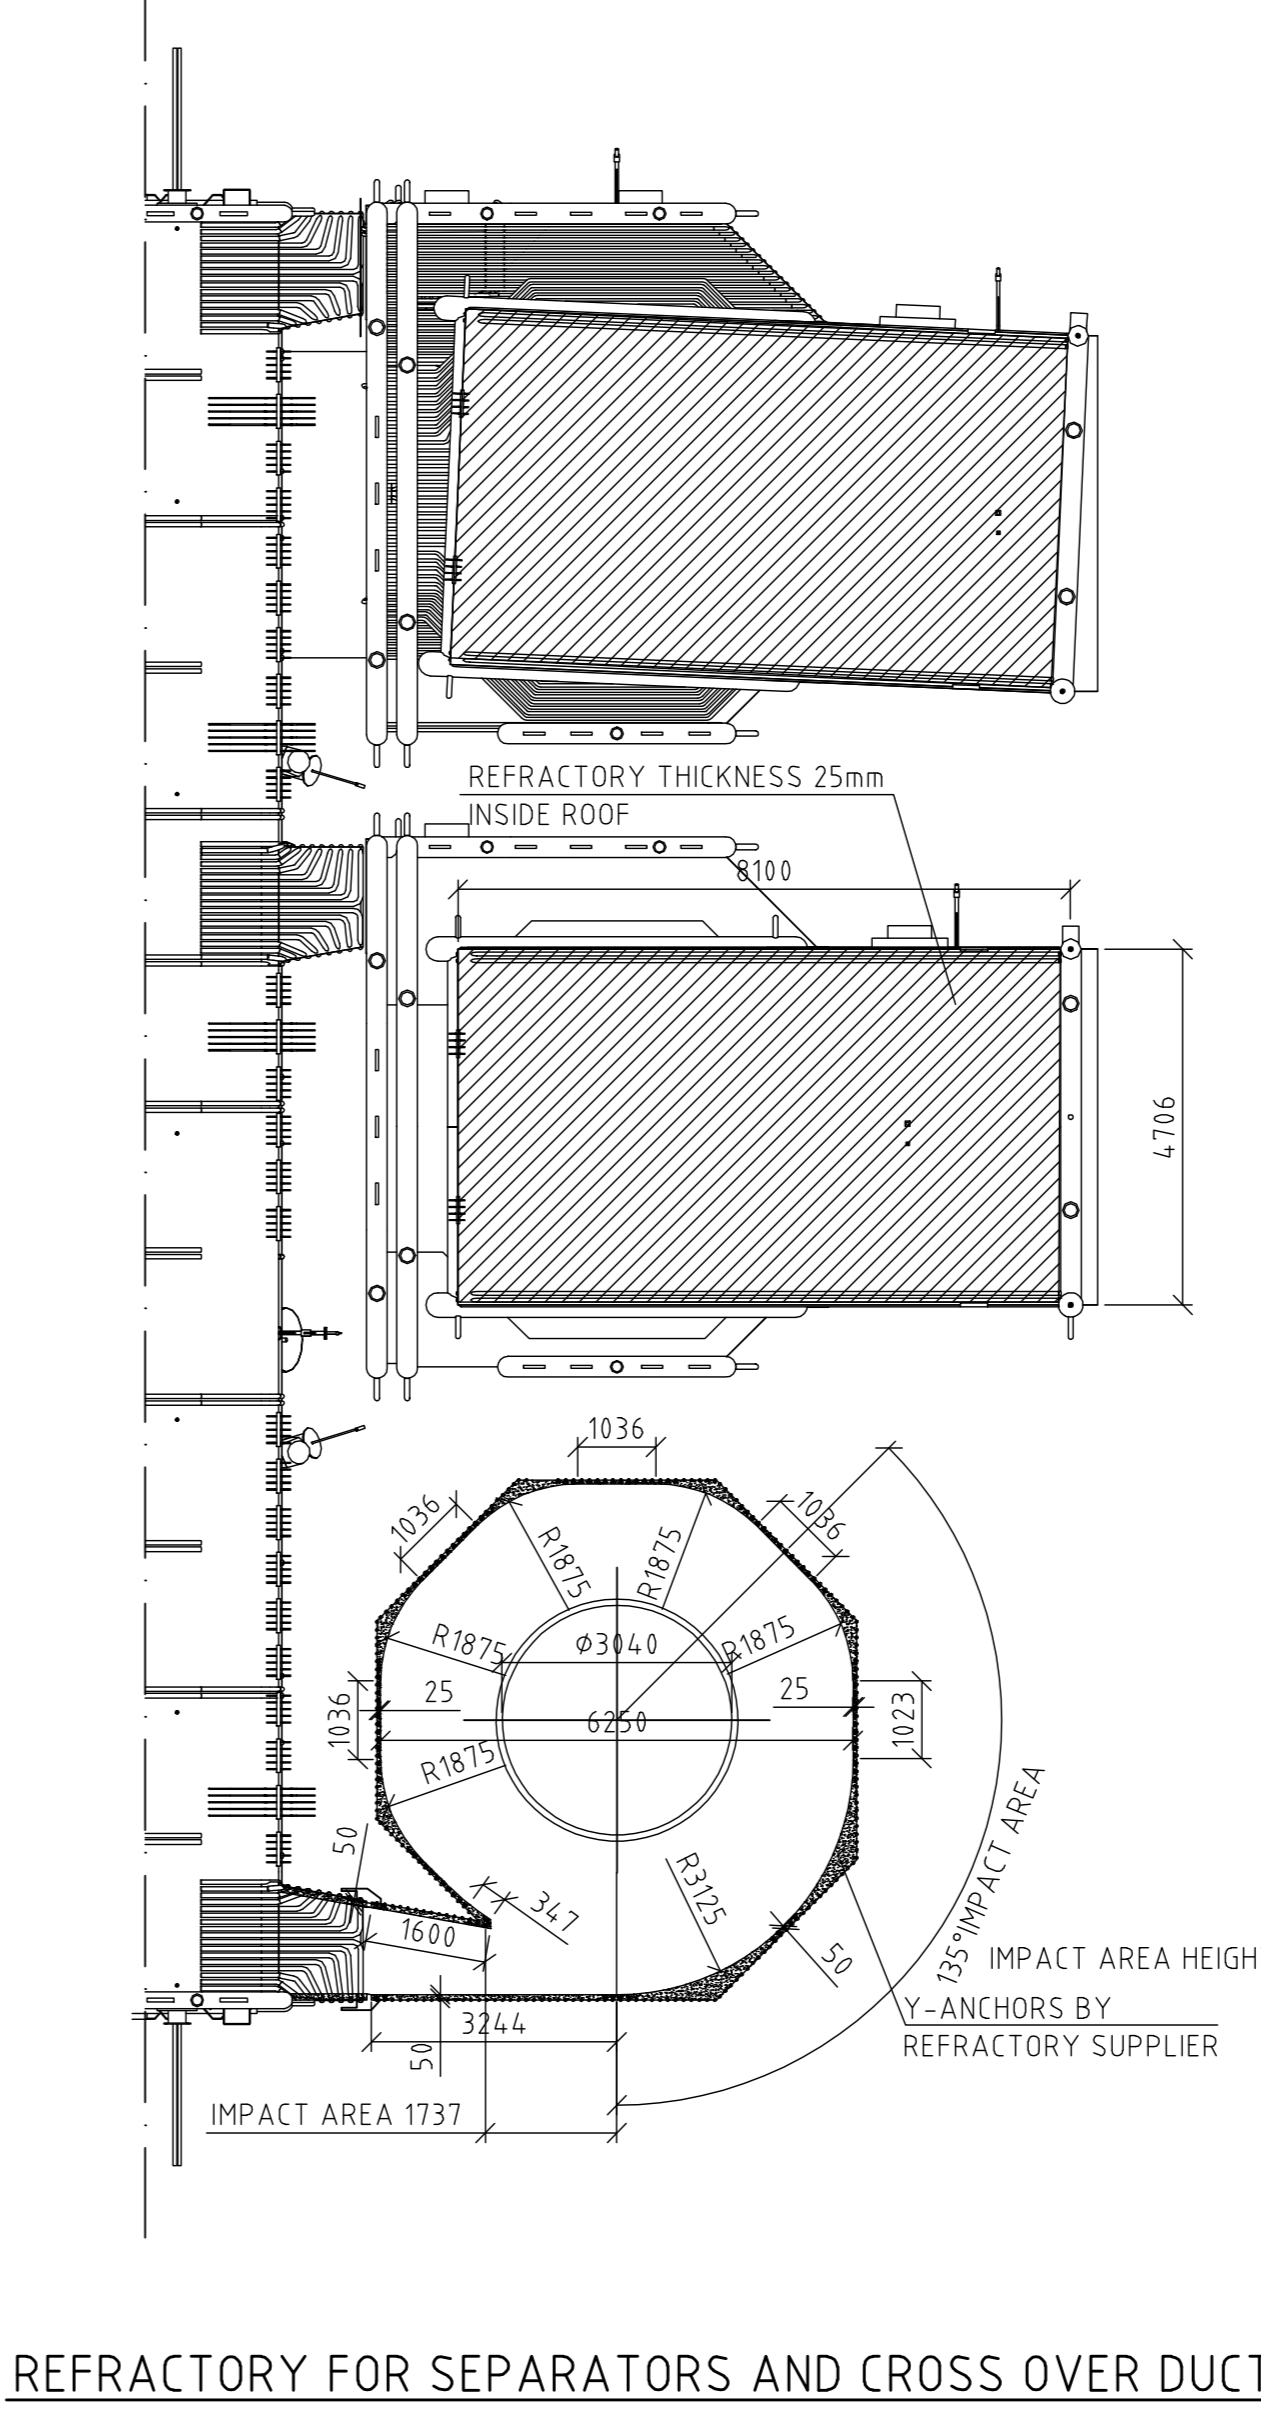 REFRACTORY THICKNESS 25mm
INSIDE ROOF
8100
4706
1036
1036
1036
R1875
R1875
R1875
Φ3040
R1875
25
25
1036
6250
1023
R1875
50
R3125
347
1600
50
135° IMPACT AREA
IMPACT AREA HEIGH
Y-ANCHORS BY
REFRACTORY SUPPLIER
3244
50
IMPACT AREA 1737
REFRACTORY FOR SEPARATORS AND CROSS OVER DUCT